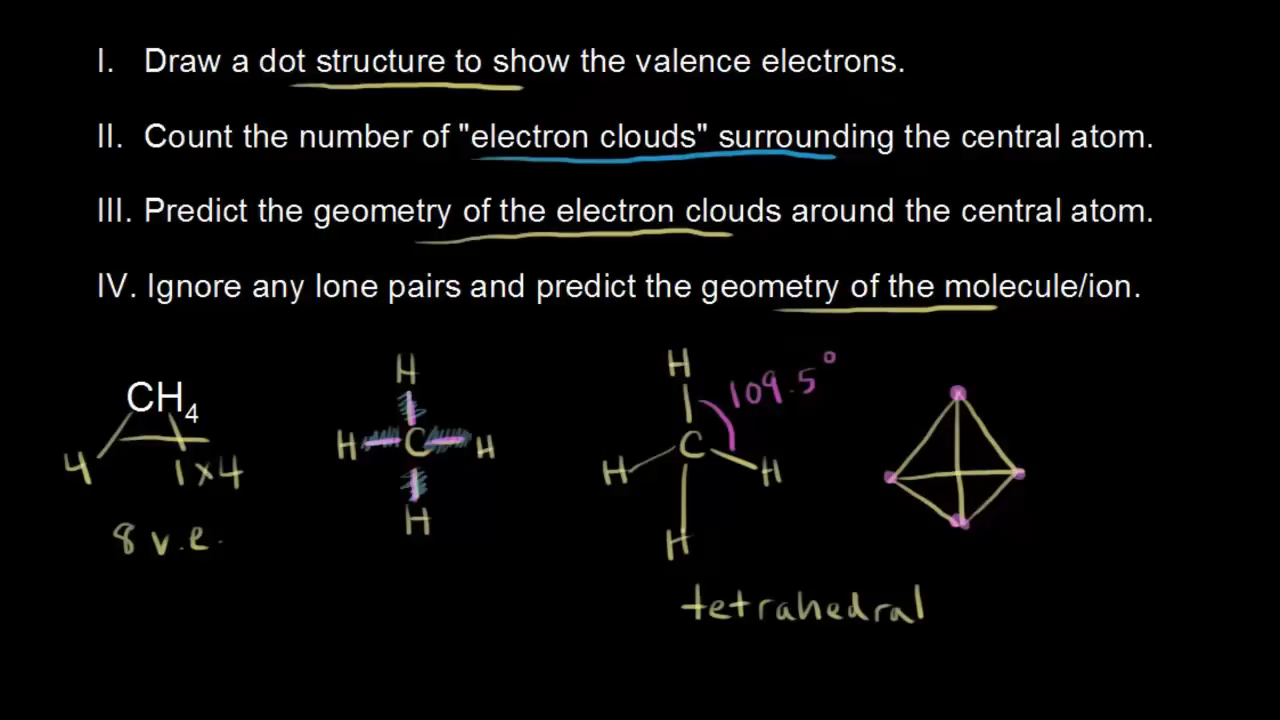 I. Draw a dot structure to show the valence electrons.
II. Count the number of "electron clouds" surrounding the central atom.
III. Predict the geometry of the electron clouds around the central atom.
IV. Ignore any lone pairs and predict the geometry of the molecule/ion.
CH₄
4 1×4
8 v.e.
H
H C H
H
H
109.5°
C
H H
H
tetrahedral